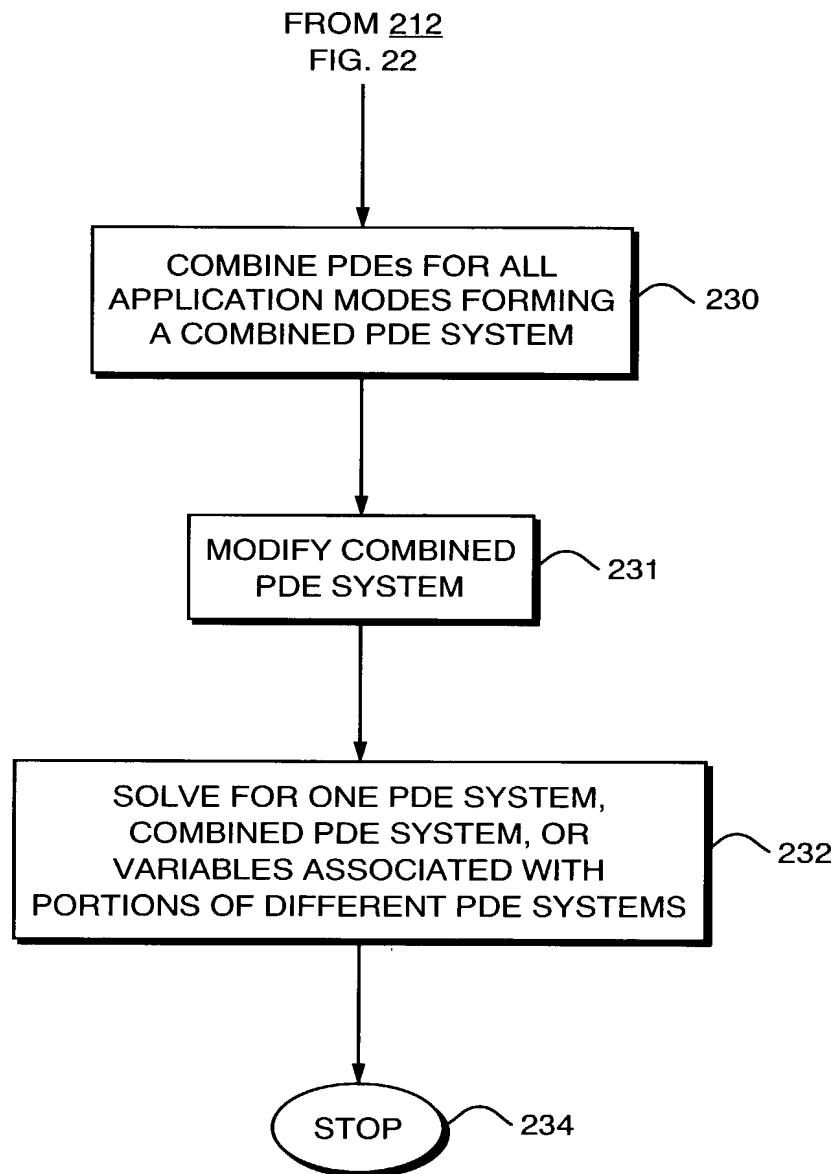 FROM 212
FIG. 22
COMBINE PDEs FOR ALL
APPLICATION MODES FORMING
A COMBINED PDE SYSTEM
230
MODIFY COMBINED
PDE SYSTEM
231
SOLVE FOR ONE PDE SYSTEM,
COMBINED PDE SYSTEM, OR
VARIABLES ASSOCIATED WITH
PORTIONS OF DIFFERENT PDE SYSTEMS
232
STOP
234